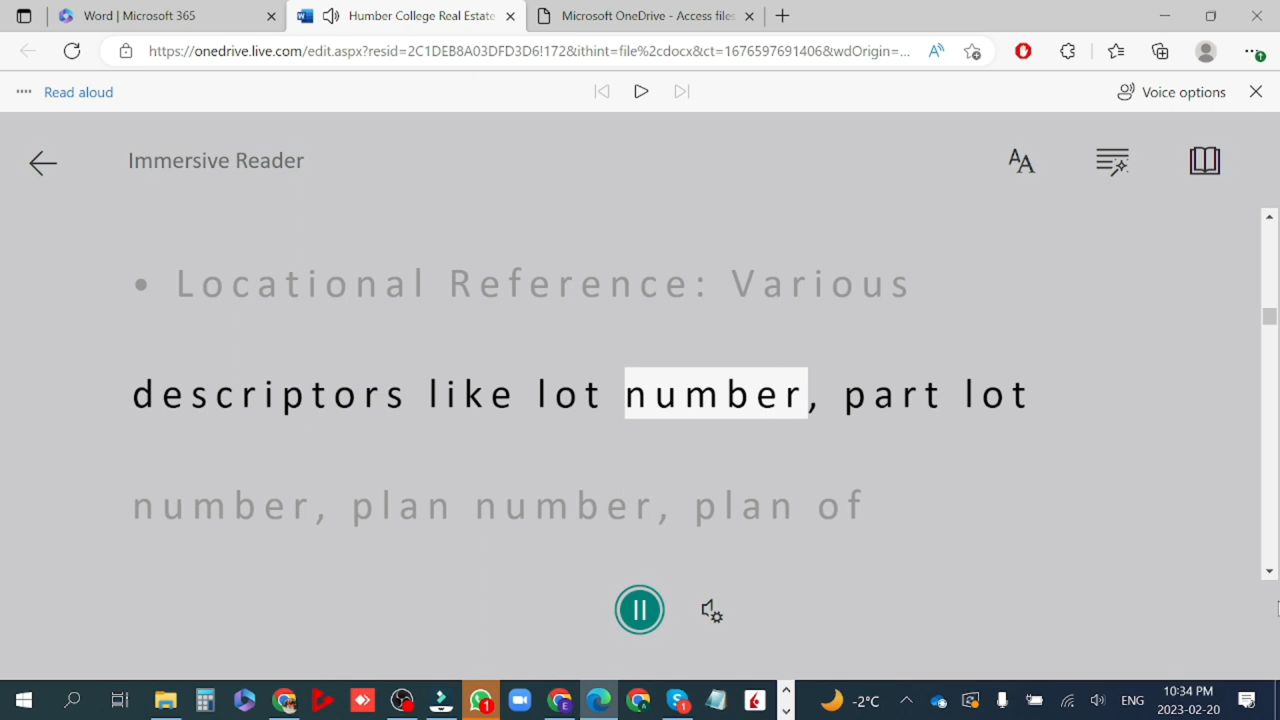 Word | Microsoft 365
Humber College Real Estate
Microsoft OneDrive - Access files
https://onedrive.live.com/edit.aspx?resid=2C1DEB8A03DFD3D6!172&ithint=file%2cdocx&ct=1676597691406&wdOrigin=...
Read aloud
Voice options
Immersive Reader
• Locational Reference: Various
descriptors like lot number, part lot
number, plan number, plan of
-2°C
ENG
10:34 PM
2023-02-20